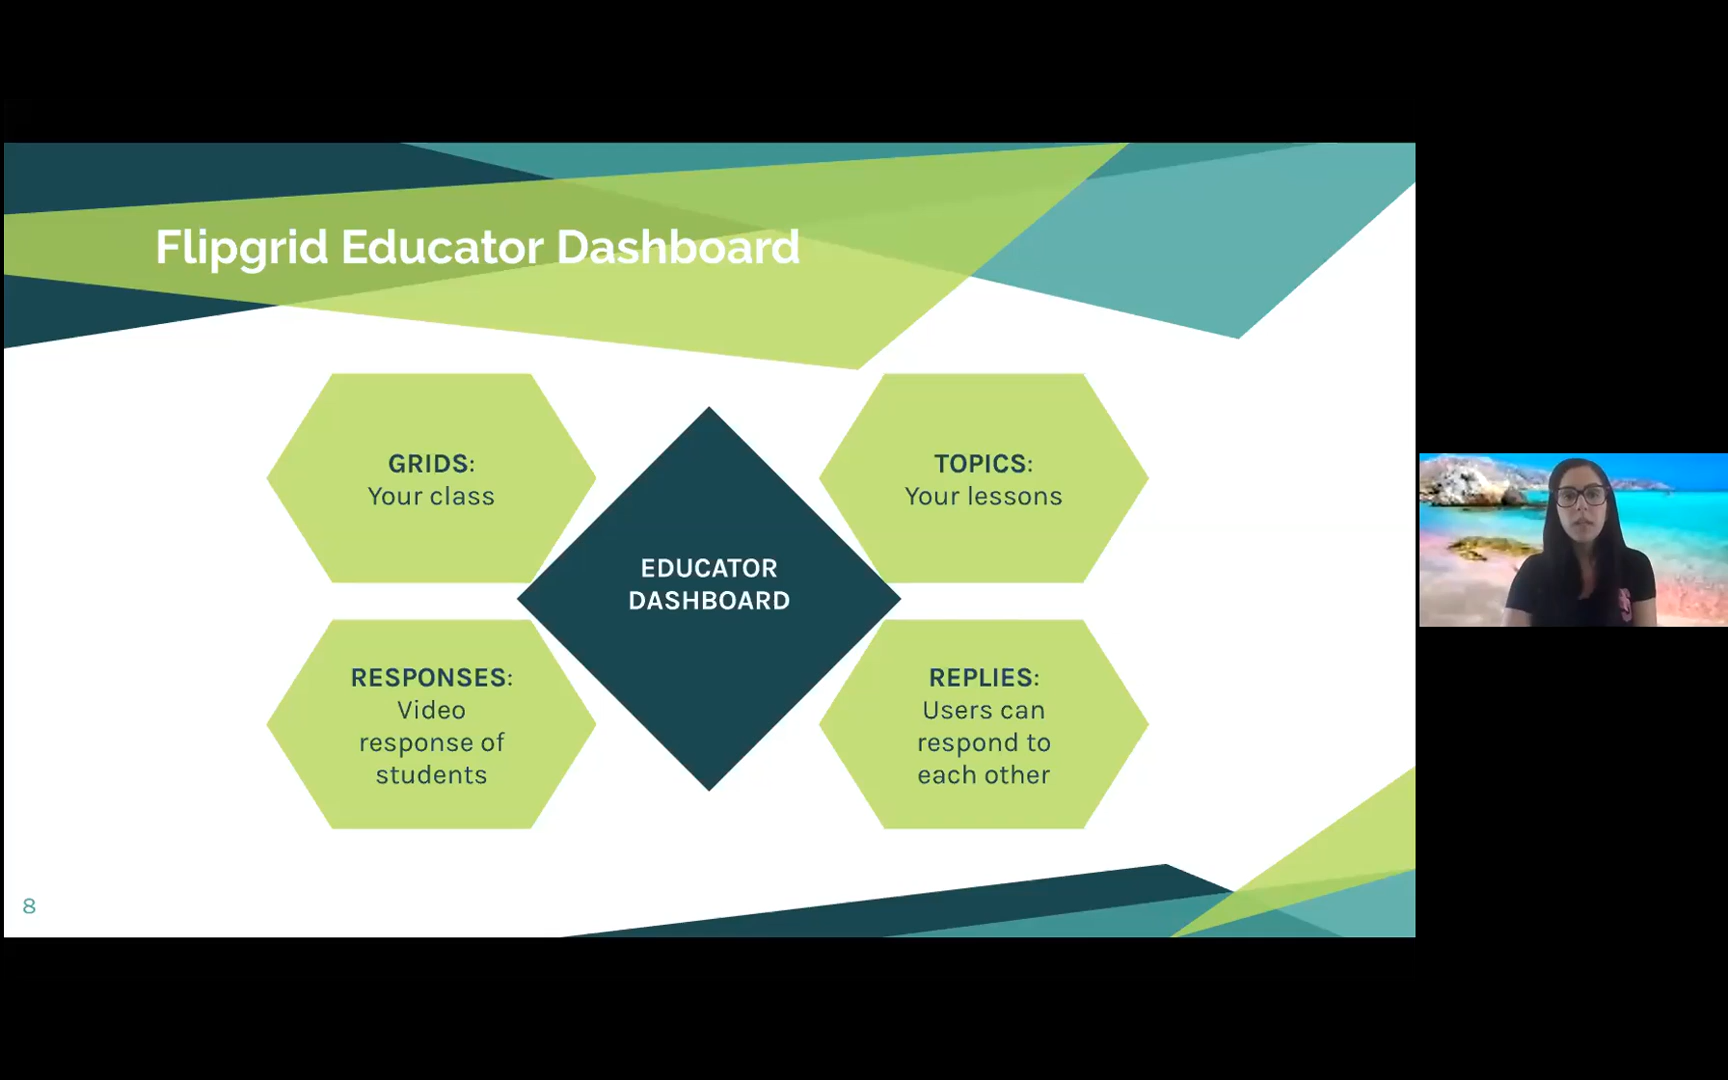 Flipgrid Educator Dashboard
GRIDS:
Your class
TOPICS:
Your lessons
EDUCATOR
DASHBOARD
RESPONSES:
Video
response of
students
REPLIES:
Users can
respond to
each other
8